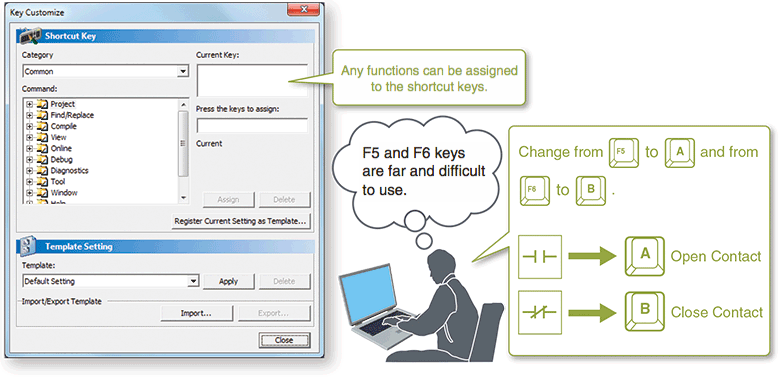 Key Customize
Shortcut Key
Category
Common
Command:
Project
Find/Replace
Compile
View
Online
Debug
Diagnostics
Tool
Window
Current Key:
Press the keys to assign:
Current
Assign
Delete
Register Current Setting as Template...
Template Setting
Template:
Default Setting
Apply
Delete
Import/Export Template
Import...
Export...
Close
Any functions can be assigned
to the shortcut keys.
F5 and F6 keys
are far and difficult
to use.
Change from F5 to A and from
F6 to B .
A Open Contact
B Close Contact